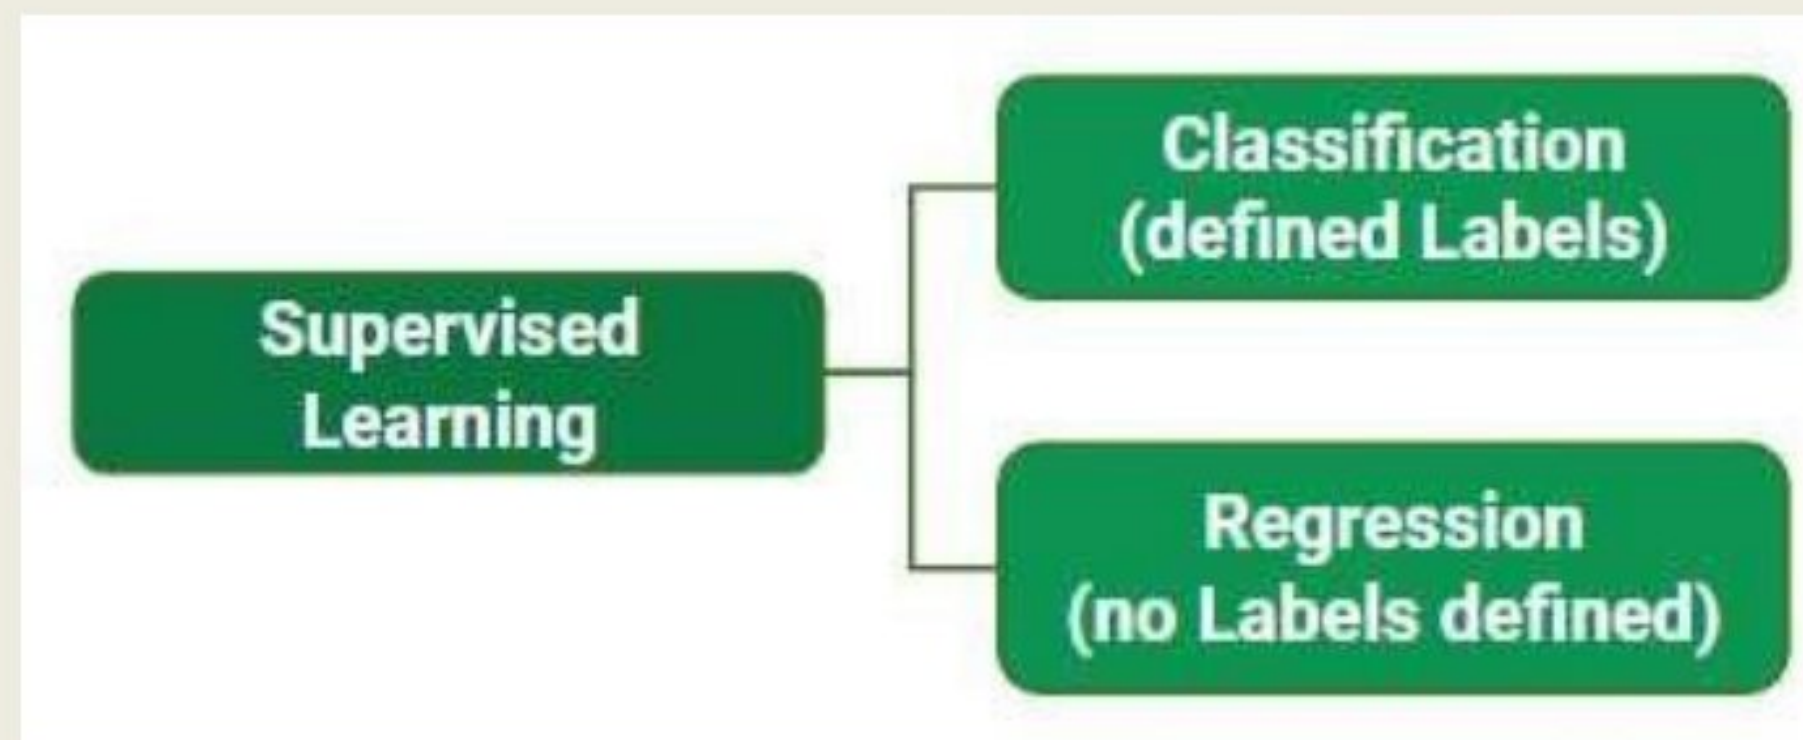 Supervised
Learning
Classification
(defined Labels)
Regression
(no Labels defined)